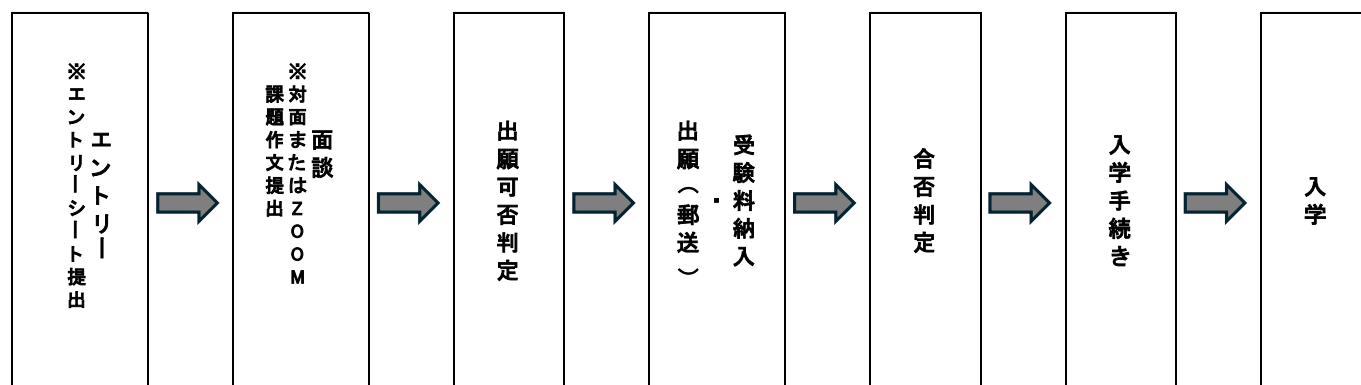 エントリー
※エントリーシート提出
面談
※対面またはZOOM
課題作文提出
出願可否判定
受験料納入
・
出願(郵送)
合否判定
入学手続き
入学